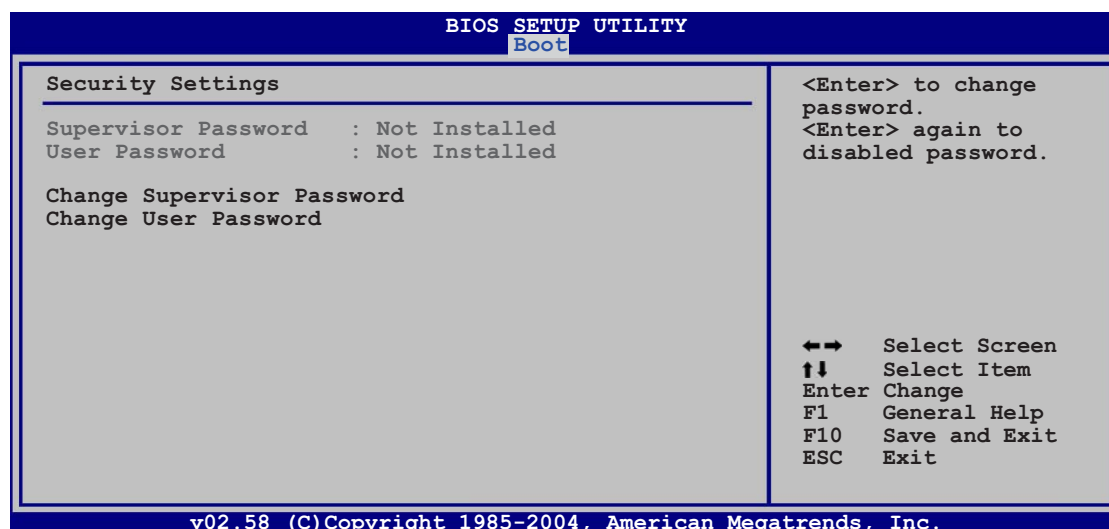 BIOS SETUP UTILITY
Boot
Security Settings
Supervisor Password : Not Installed
User Password : Not Installed
Change Supervisor Password
Change User Password
<Enter> to change
password.
<Enter> again to
disabled password.
←→ Select Screen
↑↓ Select Item
Enter Change
F1 General Help
F10 Save and Exit
ESC Exit
v02.58 (C)Copyright 1985-2004, American Megatrends, Inc.